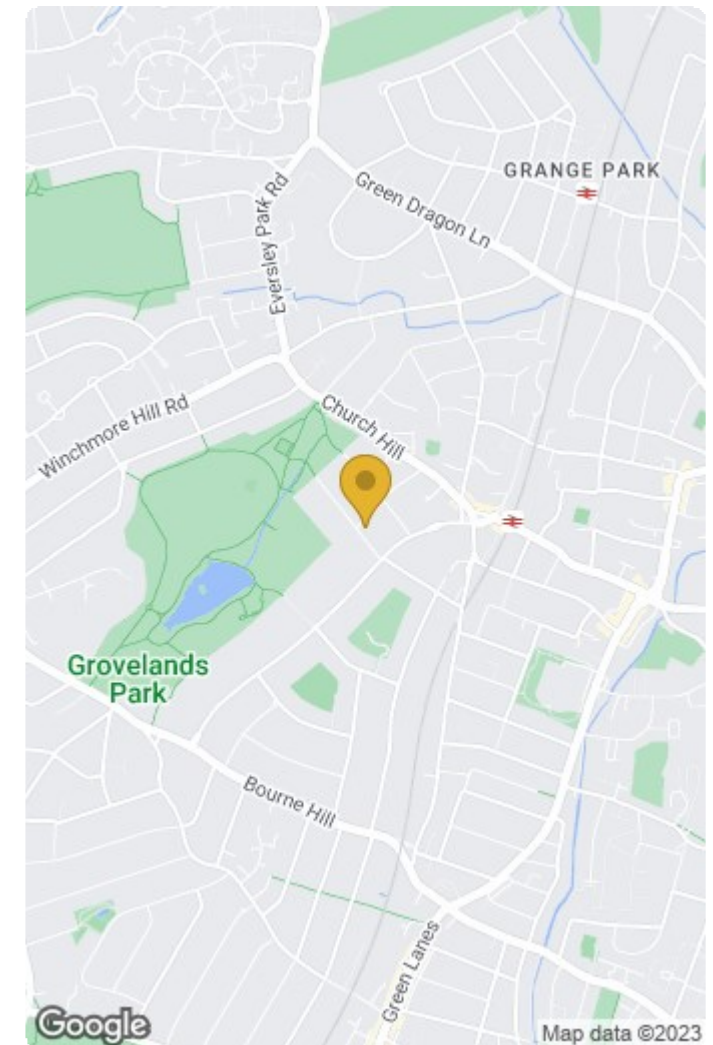 GRANGE PARK
Green Dragon Ln
Eversley Park Rd
Church Hill
Winchmore Hill Rd
Grovelands
Park
Bourne Hill
Green Lanes
Google
Map data ©2023